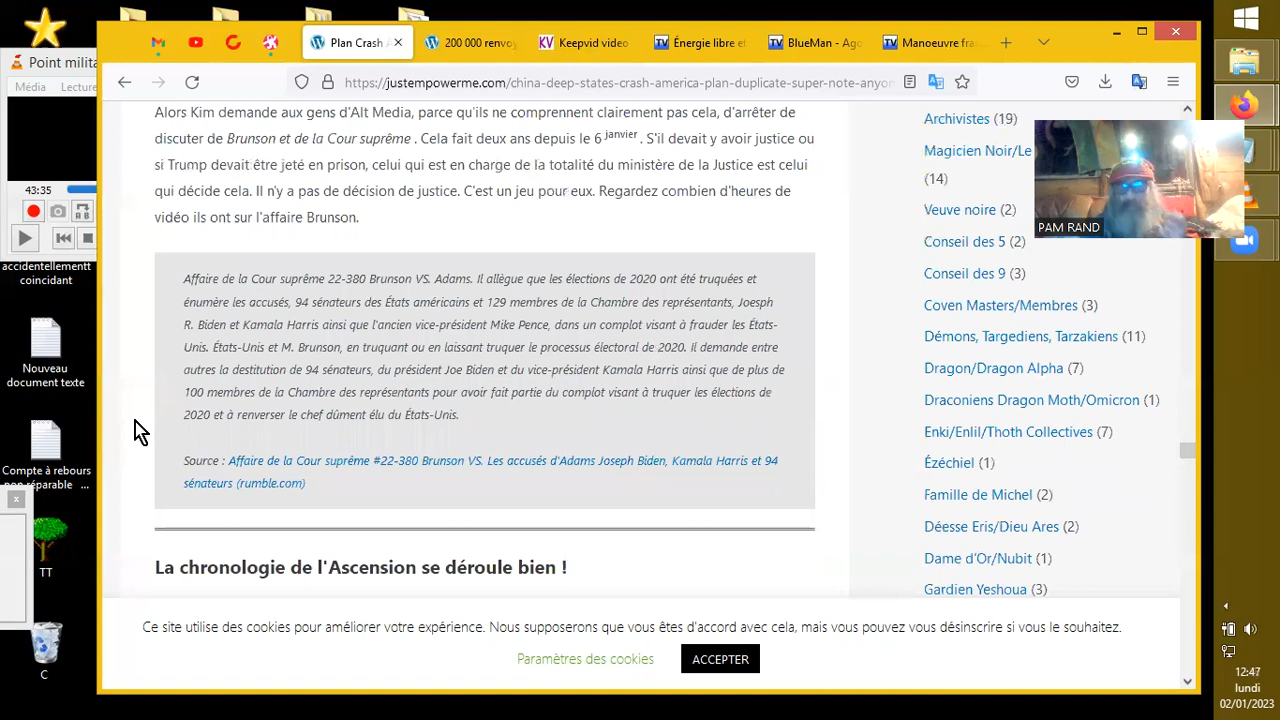 Point milita
Média Lecture
43:35
accidentellementt
coincidant
Nouveau
document texte
Compte à rebours
non réparable ...
TT
C
Plan Crash A
200 000 renvoy
Keepvid video
Énergie libre et
BlueMan - Ago
Manoeuvre fra
https://justempowerme.com/china-deep-states-crash-america-plan-duplicate-super-note-anyon
Alors Kim demande aux gens d'Alt Media, parce qu'ils ne comprennent clairement pas cela, d'arrêter de
discuter de Brunson et de la Cour suprême . Cela fait deux ans depuis le 6 janvier . S'il devait y avoir justice ou
si Trump devait être jeté en prison, celui qui est en charge de la totalité du ministère de la Justice est celui
qui décide cela. Il n'y a pas de décision de justice. C'est un jeu pour eux. Regardez combien d'heures de
vidéo ils ont sur l'affaire Brunson.
Affaire de la Cour suprême 22-380 Brunson VS. Adams. Il allègue que les élections de 2020 ont été truquées et
énumère les accusés, 94 sénateurs des États américains et 129 membres de la Chambre des représentants, Joesph
R. Biden et Kamala Harris ainsi que l'ancien vice-président Mike Pence, dans un complot visant à frauder les États-
Unis. États-Unis et M. Brunson, en truquant ou en laissant truquer le processus électoral de 2020. Il demande entre
autres la destitution de 94 sénateurs, du président Joe Biden et du vice-président Kamala Harris ainsi que de plus de
100 membres de la Chambre des représentants pour avoir fait partie du complot visant à truquer les élections de
2020 et à renverser le chef dûment élu du États-Unis.
Source : Affaire de la Cour suprême #22-380 Brunson VS. Les accusés d'Adams Joseph Biden, Kamala Harris et 94
sénateurs (rumble.com)
La chronologie de l'Ascension se déroule bien !
Archivistes (19)
Magicien Noir/Le
(14)
Veuve noire (2)
Conseil des 5 (2)
Conseil des 9 (3)
Coven Masters/Membres (3)
Démons, Targediens, Tarzakiens (11)
Dragon/Dragon Alpha (7)
Draconiens Dragon Moth/Omicron (1)
Enki/Enlil/Thoth Collectives (7)
Ézéchiel (1)
Famille de Michel (2)
Déesse Eris/Dieu Ares (2)
Dame d'Or/Nubit (1)
Gardien Yeshoua (3)
PAM RAND
Ce site utilise des cookies pour améliorer votre expérience. Nous supposerons que vous êtes d'accord avec cela, mais vous pouvez vous désinscrire si vous le souhaitez.
Paramètres des cookies
ACCEPTER
12:47
lundi
02/01/2023